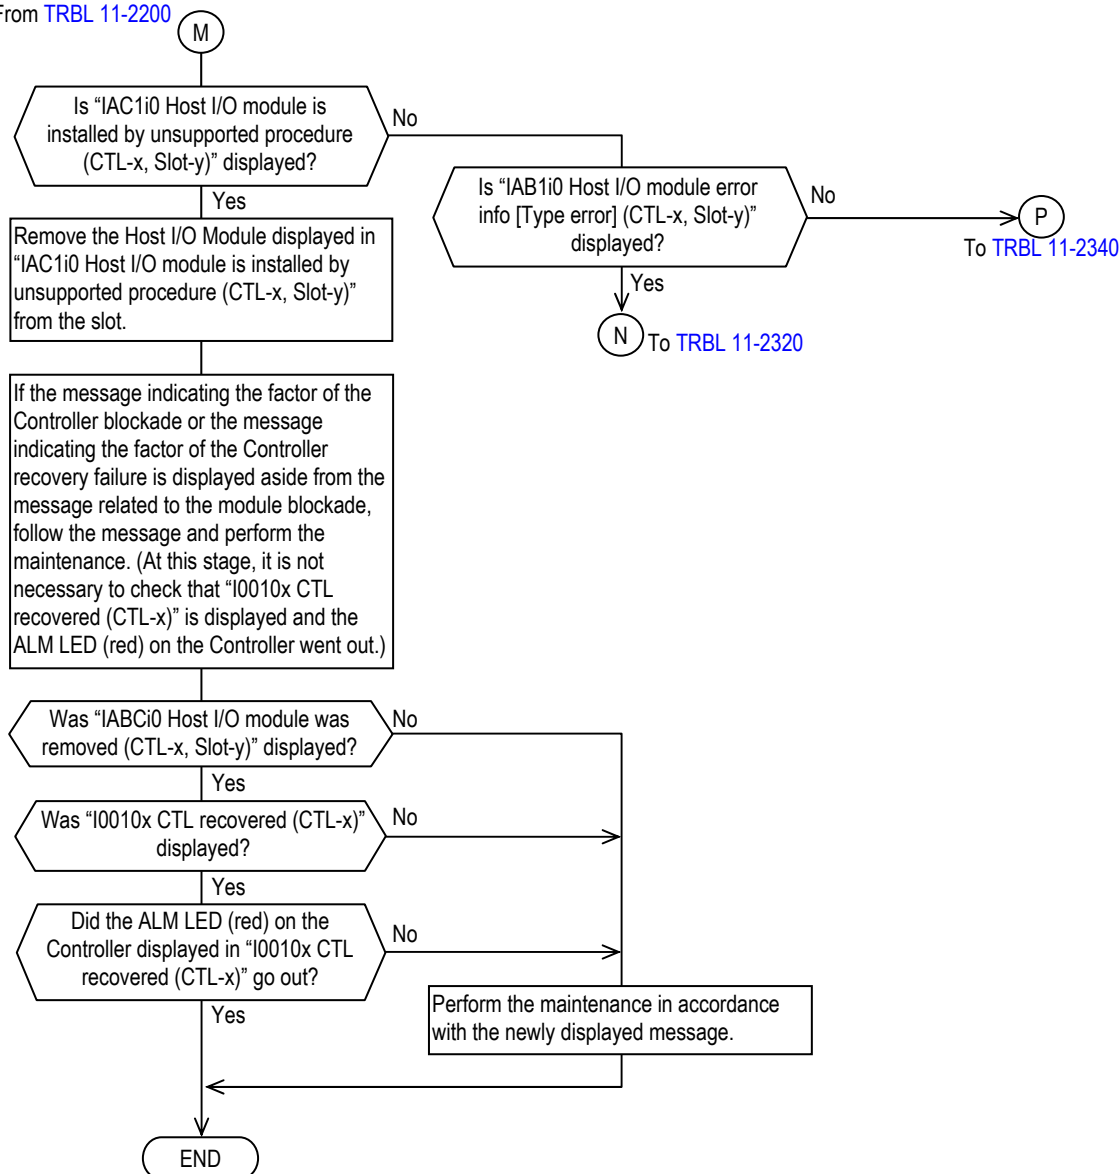 From TRBL 11-2200
M
Is “IAC1i0 Host I/O module is
installed by unsupported procedure
(CTL-x, Slot-y)” displayed?
No
Yes
Is “IAB1i0 Host I/O module error
info [Type error] (CTL-x, Slot-y)”
displayed?
No
P
To TRBL 11-2340
Yes
N
To TRBL 11-2320
Remove the Host I/O Module displayed in
“IAC1i0 Host I/O module is installed by
unsupported procedure (CTL-x, Slot-y)”
from the slot.
If the message indicating the factor of the
Controller blockade or the message
indicating the factor of the Controller
recovery failure is displayed aside from the
message related to the module blockade,
follow the message and perform the
maintenance. (At this stage, it is not
necessary to check that “I0010x CTL
recovered (CTL-x)” is displayed and the
ALM LED (red) on the Controller went out.)
Was “IABCi0 Host I/O module was
removed (CTL-x, Slot-y)” displayed?
No
Yes
Was “I0010x CTL recovered (CTL-x)”
displayed?
No
Yes
Did the ALM LED (red) on the
Controller displayed in “I0010x CTL
recovered (CTL-x)” go out?
No
Yes
Perform the maintenance in accordance
with the newly displayed message.
END